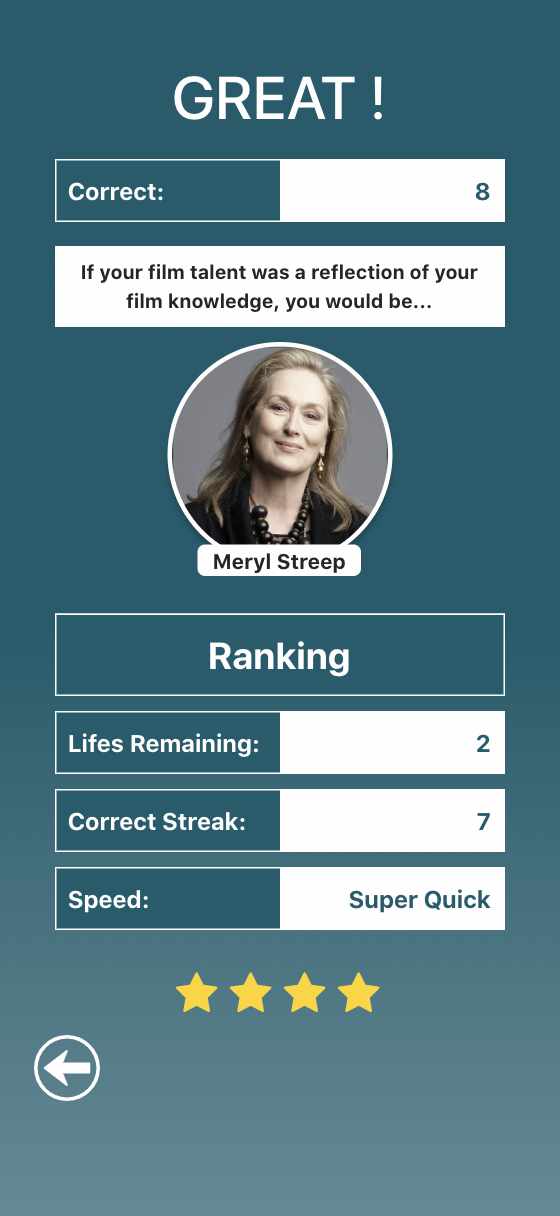 GREAT !
Correct:
8
If your film talent was a reflection of your
film knowledge, you would be...
Meryl Streep
Ranking
Lifes Remaining:
2
Correct Streak:
7
Speed:
Super Quick